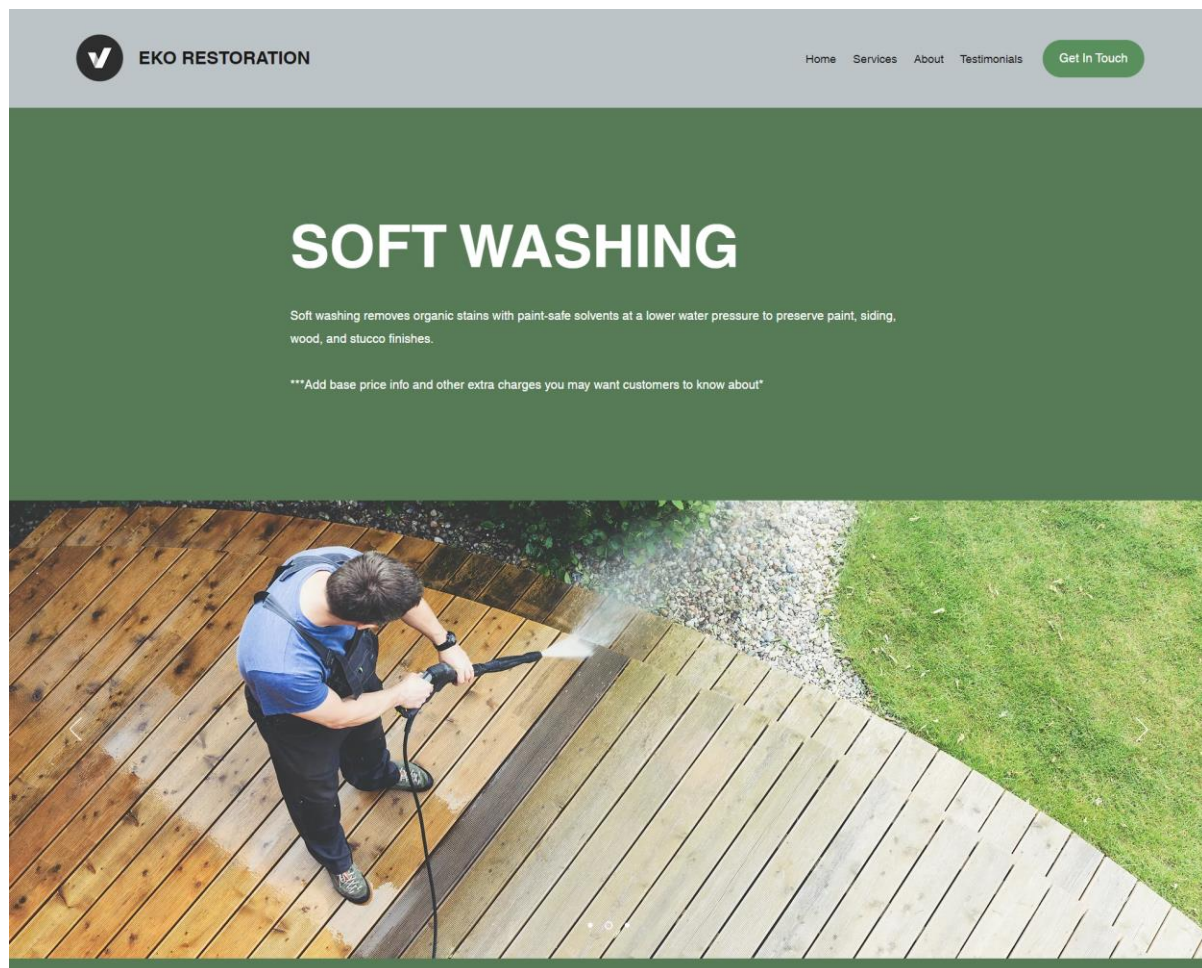 EKO RESTORATION
Home Services About Testimonials Get In Touch
SOFT WASHING
Soft washing removes organic stains with paint-safe solvents at a lower water pressure to preserve paint, siding,
wood, and stucco finishes.
***Add base price info and other extra charges you may want customers to know about*